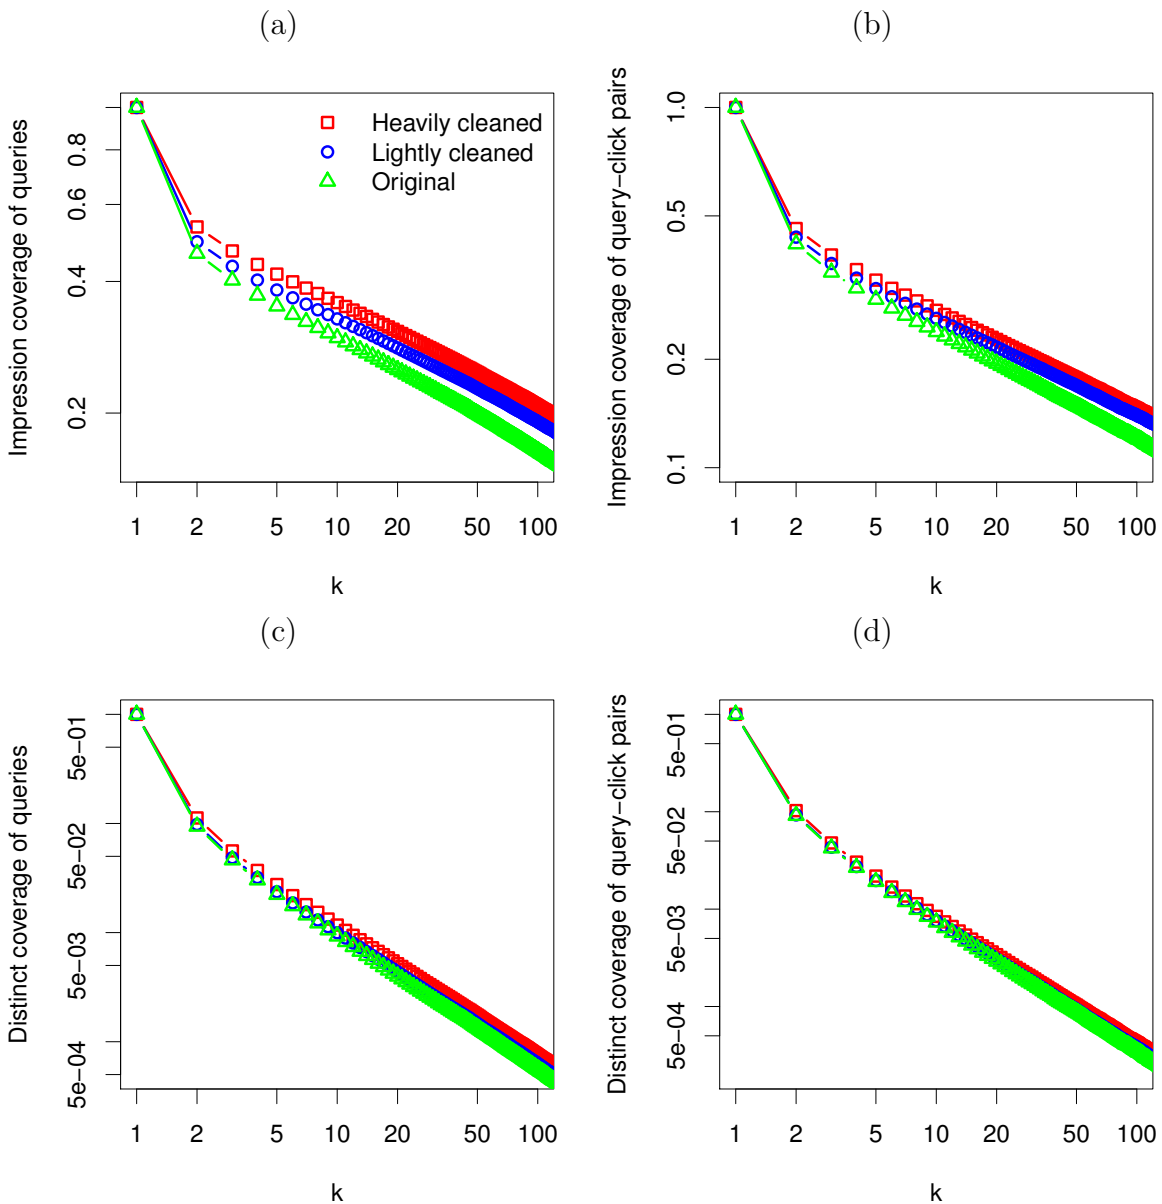 (a)
Impression coverage of queries
0.8
0.6
0.4
0.2
Heavily cleaned
Lightly cleaned
Original
1 2 5 10 20 50 100
k
(b)
Impression coverage of query−click pairs
1.0
0.5
0.2
0.1
1 2 5 10 20 50 100
k
(c)
Distinct coverage of queries
5e−01
5e−02
5e−03
5e−04
1 2 5 10 20 50 100
k
(d)
Distinct coverage of query−click pairs
5e−01
5e−02
5e−03
5e−04
1 2 5 10 20 50 100
k